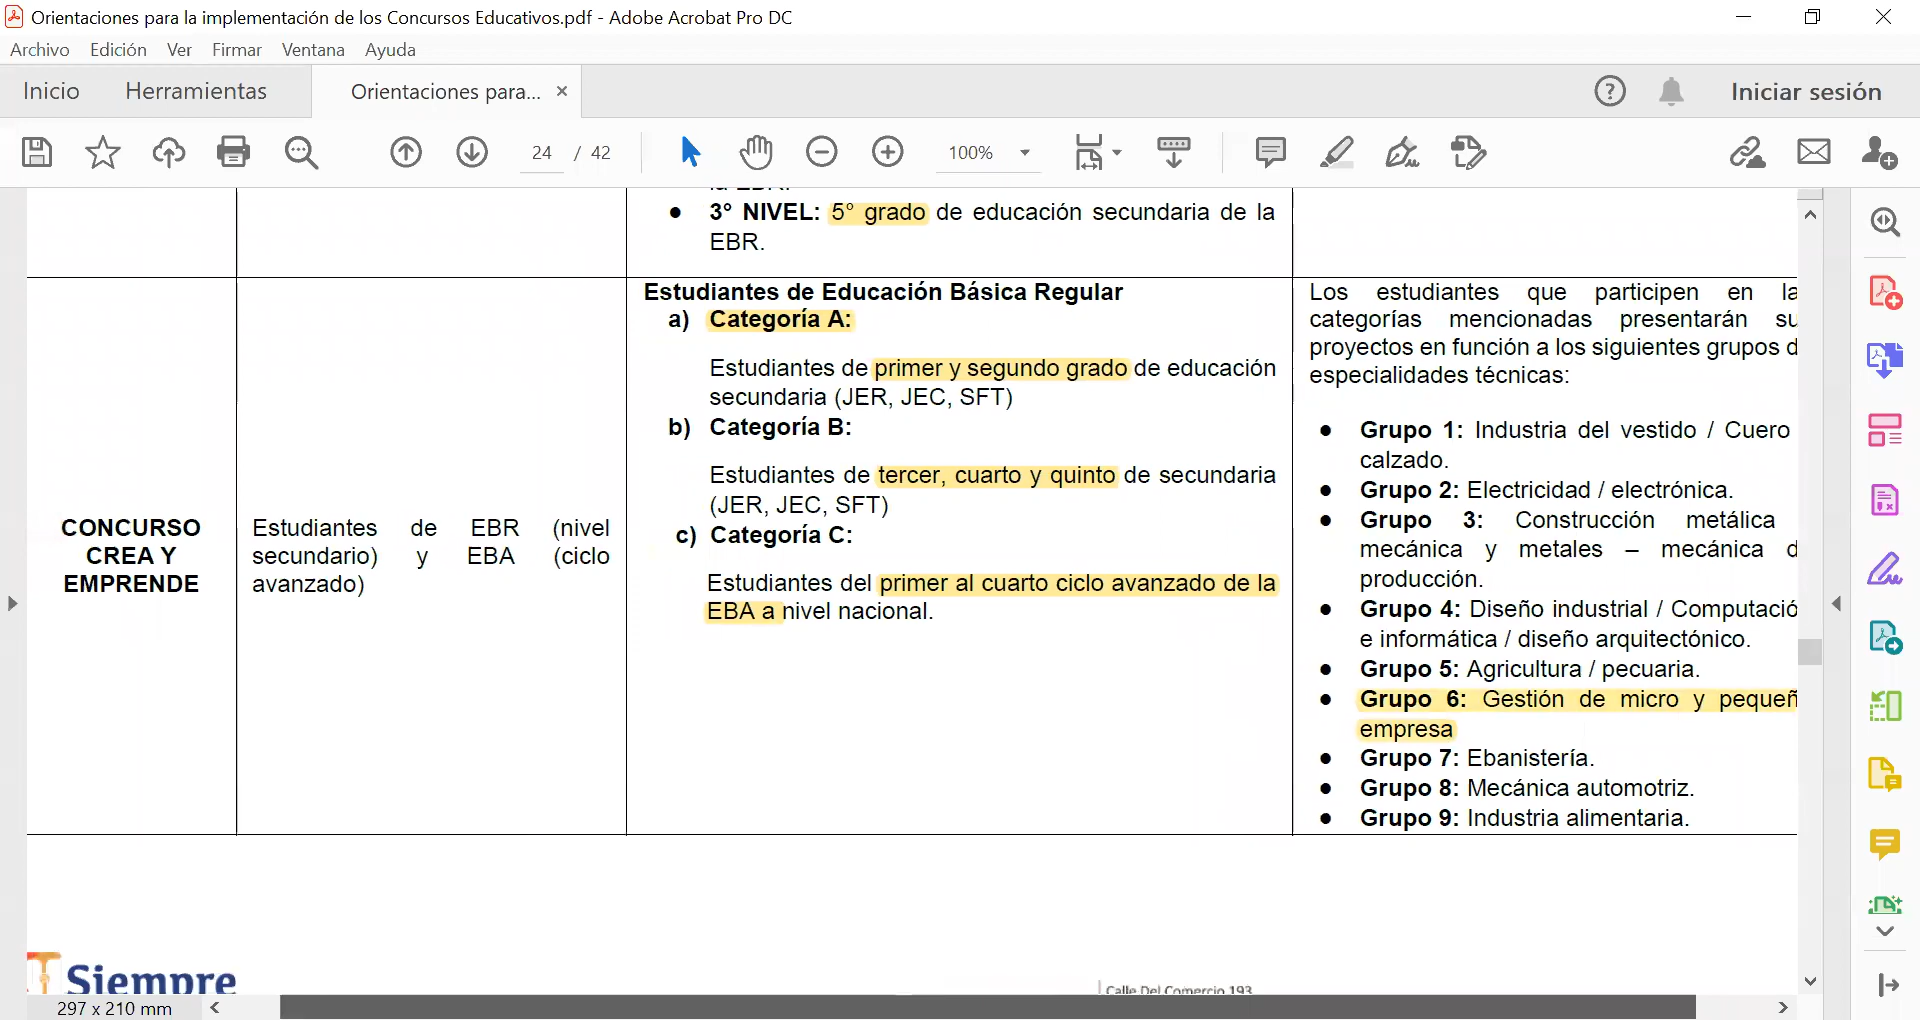 Orientaciones para la implementación de los Concursos Educativos.pdf - Adobe Acrobat Pro DC
Archivo Edición Ver Firmar Ventana Ayuda
Inicio Herramientas Orientaciones para... × Iniciar sesión
24 / 42 100%
3° NIVEL: 5° grado de educación secundaria de la
EBR.
CONCURSO
CREA Y
EMPRENDE
Estudiantes de EBR (nivel
secundario) y EBA (ciclo
avanzado)
Estudiantes de Educación Básica Regular
a) Categoría A:
Estudiantes de primer y segundo grado de educación
secundaria (JER, JEC, SFT)
b) Categoría B:
Estudiantes de tercer, cuarto y quinto de secundaria
(JER, JEC, SFT)
c) Categoría C:
Estudiantes del primer al cuarto ciclo avanzado de la
EBA a nivel nacional.
Los estudiantes que participen en la
categorías mencionadas presentarán su
proyectos en función a los siguientes grupos d
especialidades técnicas:
• Grupo 1: Industria del vestido / Cuero
calzado.
• Grupo 2: Electricidad / electrónica.
• Grupo 3: Construcción metálica
mecánica y metales – mecánica d
producción.
• Grupo 4: Diseño industrial / Computació
e informática / diseño arquitectónico.
• Grupo 5: Agricultura / pecuaria.
• Grupo 6: Gestión de micro y pequeñ
empresa
• Grupo 7: Ebanistería.
• Grupo 8: Mecánica automotriz.
• Grupo 9: Industria alimentaria.
Siempre
Calle Del Comercio 193
297 x 210 mm